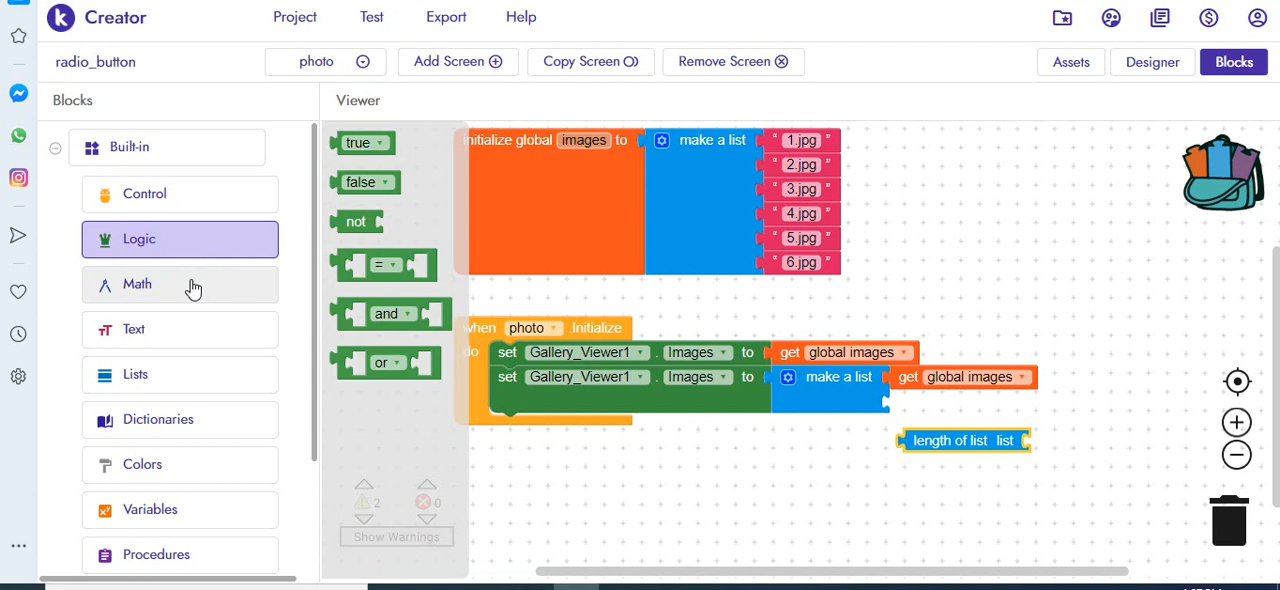 Creator
Project
Test
Export
Help
radio_button
photo
Add Screen
Copy Screen
Remove Screen
Assets
Designer
Blocks
Blocks
Viewer
Built-in
Control
Logic
Math
Text
Lists
Dictionaries
Colors
Variables
Procedures
true
false
not
=
and
or
2
0
Show Warnings
initialize global images to make a list " 1.jpg "
" 2.jpg "
" 3.jpg "
" 4.jpg "
" 5.jpg "
" 6.jpg "
when photo .Initialize
do set Gallery_Viewer1 . Images to get global images
set Gallery_Viewer1 . Images to make a list get global images
length of list list